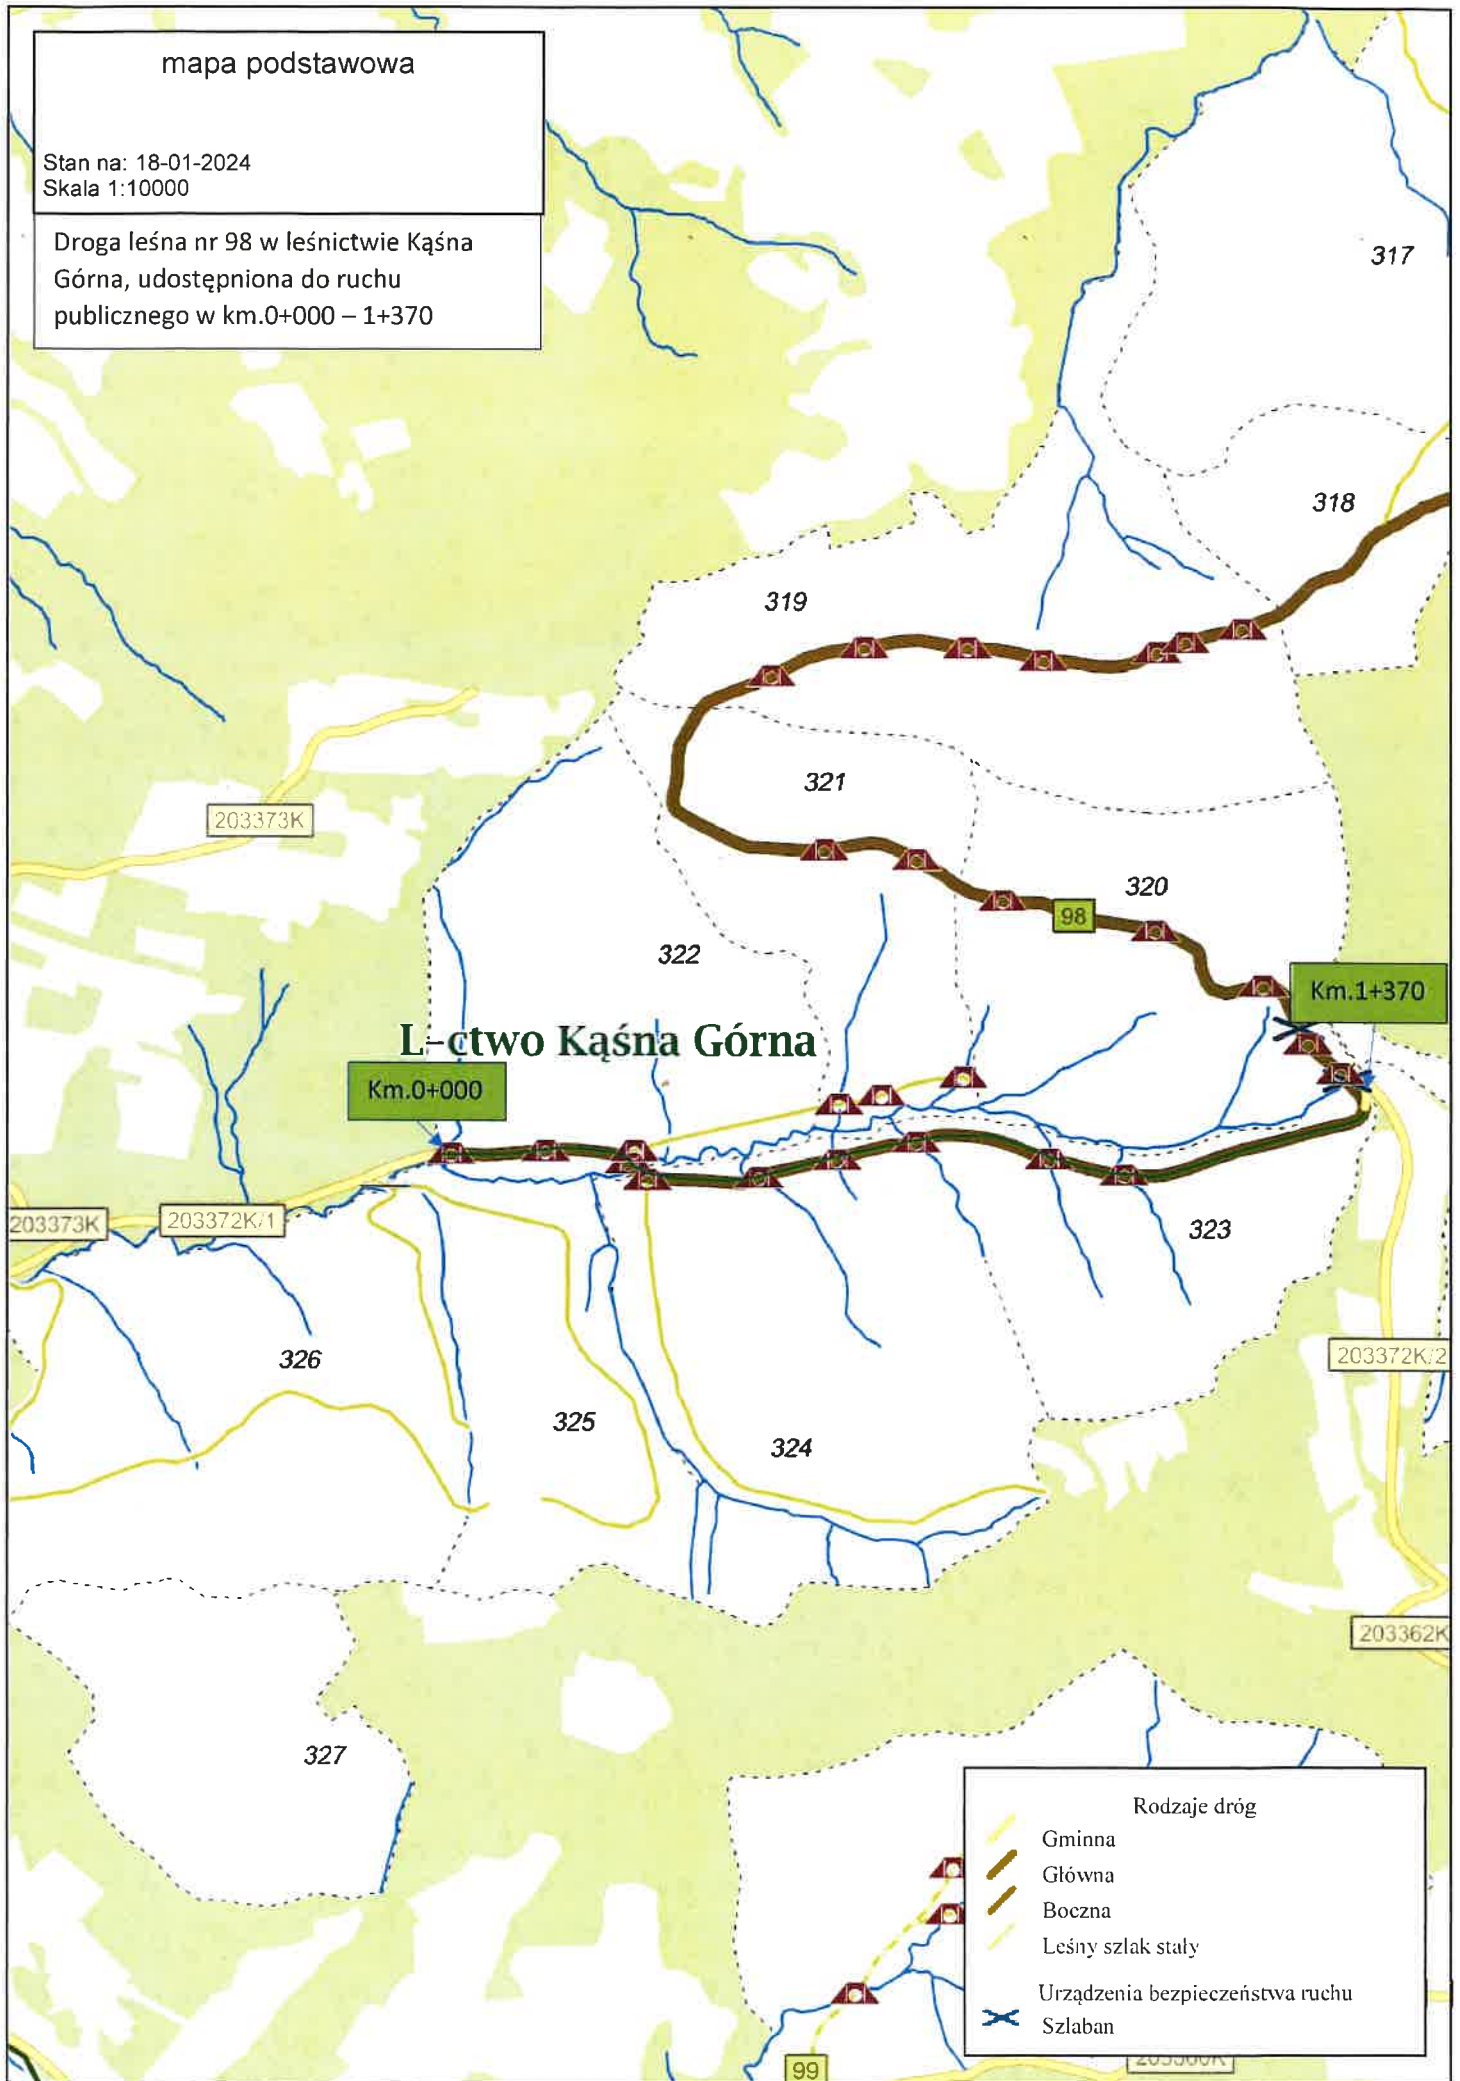 mapa podstawowa
Stan na: 18-01-2024
Skala 1:10000
Droga leśna nr 98 w leśnictwie Kąśna
Górna, udostępniona do ruchu
publicznego w km.0+000 – 1+370
317
318
319
321
203373K
320
98
322
Km.1+370
L-ctwo Kąśna Górna
Km.0+000
203373K
203372K/1
323
203372K/2
326
325
324
203362K
327
Rodzaje dróg
Gminna
Główna
Boczna
Leśny szlak stały
Urządzenia bezpieczeństwa ruchu
Szlaban
99